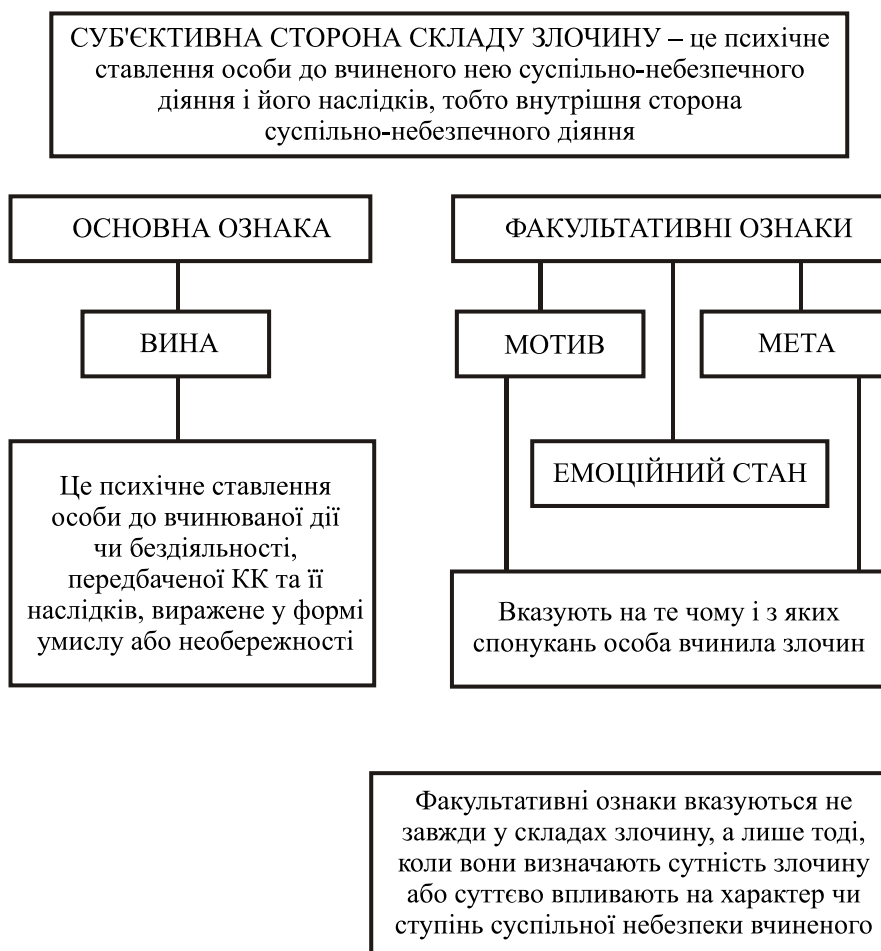 СУБ'ЄКТИВНА СТОРОНА СКЛАДУ ЗЛОЧИНУ – це психічне
ставлення особи до вчиненого нею суспільно-небезпечного
діяння і його наслідків, тобто внутрішня сторона
суспільно-небезпечного діяння
ОСНОВНА ОЗНАКА
ФАКУЛЬТАТИВНІ ОЗНАКИ
ВИНА
МОТИВ
МЕТА
ЕМОЦІЙНИЙ СТАН
Це психічне ставлення
особи до вчинюваної дії
чи бездіяльності,
передбаченої КК та її
наслідків, виражене у формі
умислу або необережності
Вказують на те чому і з яких
спонукань особа вчинила злочин
Факультативні ознаки вказуються не
завжди у складах злочину, а лише тоді,
коли вони визначають сутність злочину
або суттєво впливають на характер чи
ступінь суспільної небезпеки вчиненого